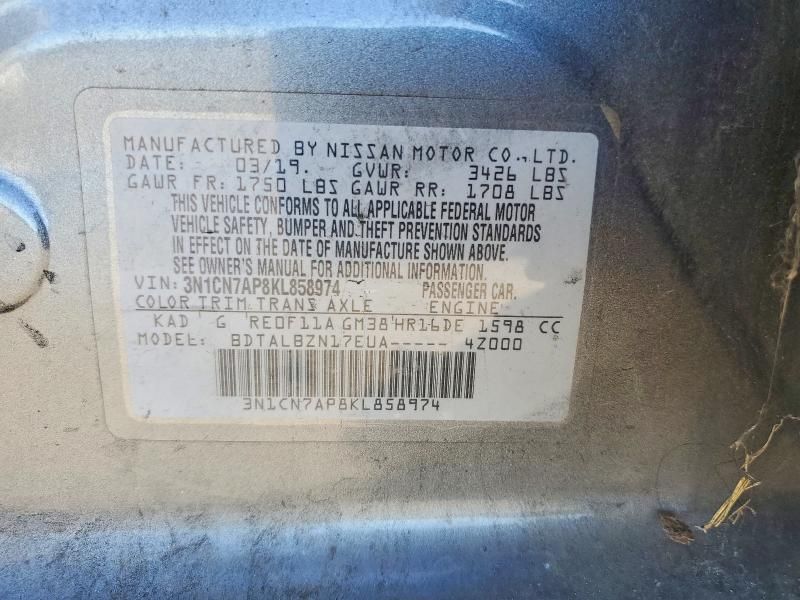 MANUFACTURED BY NISSAN MOTOR CO., LTD.
DATE: 03/19. GVWR: 3426 LBS
GAWR FR: 1750 LBS GAWR RR: 1708 LBS
THIS VEHICLE CONFORMS TO ALL APPLICABLE FEDERAL MOTOR
VEHICLE SAFETY, BUMPER AND THEFT PREVENTION STANDARDS
IN EFFECT ON THE DATE OF MANUFACTURE SHOWN ABOVE.
SEE OWNER'S MANUAL FOR ADDITIONAL INFORMATION.
VIN: 3N1CN7AP8KL858974 PASSENGER CAR.
COLOR TRIM TRANS AXLE ENGINE
KAD G RE0F11A GM38 HR16DE 1598 CC
MODEL: BDTALBZN17EUA----- 4Z000
3N1CN7AP8KL858974